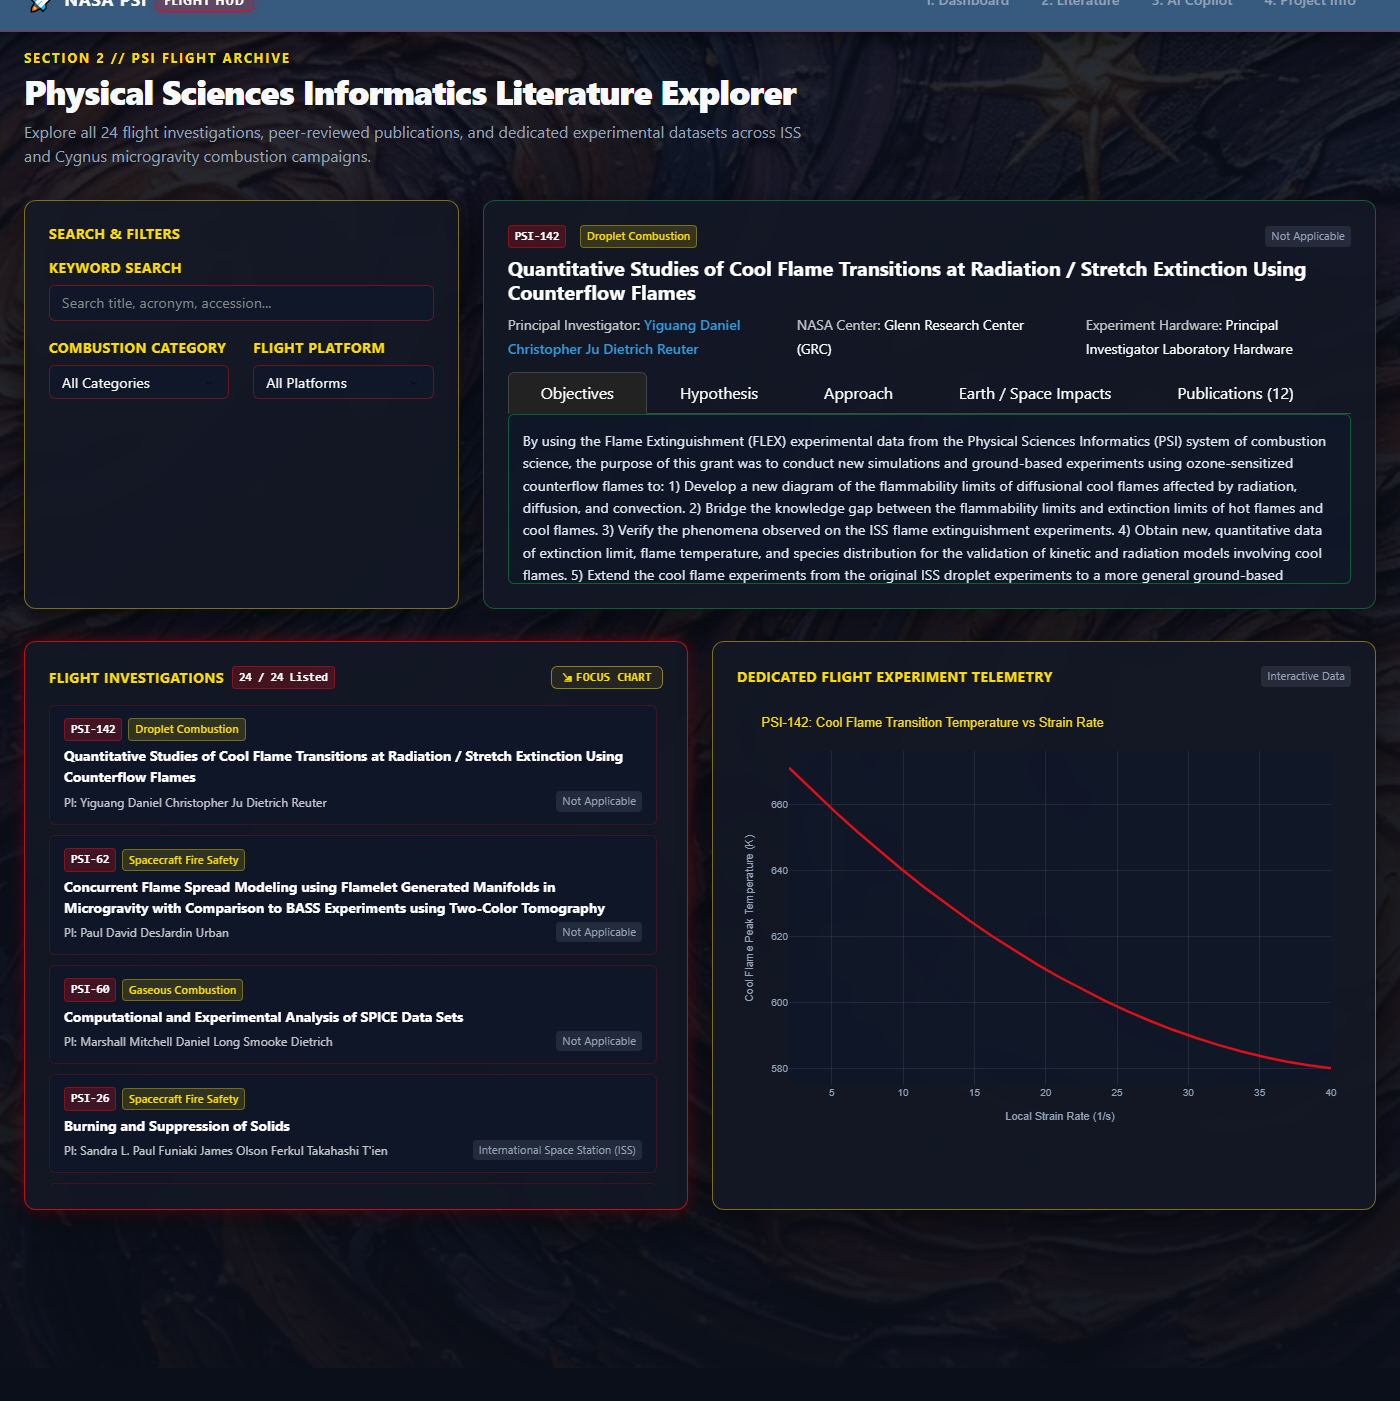 NASA PSI FLIGHT HUD
1. Dashboard 2. Literature 3. AI Copilot 4. Project Info
SECTION 2 // PSI FLIGHT ARCHIVE
Physical Sciences Informatics Literature Explorer
Explore all 24 flight investigations, peer-reviewed publications, and dedicated experimental datasets across ISS
and Cygnus microgravity combustion campaigns.
SEARCH & FILTERS
KEYWORD SEARCH
Search title, acronym, accession...
COMBUSTION CATEGORY
All Categories
FLIGHT PLATFORM
All Platforms
PSI-142 Droplet Combustion Not Applicable
Quantitative Studies of Cool Flame Transitions at Radiation / Stretch Extinction Using
Counterflow Flames
Principal Investigator: Yiguang Daniel
Christopher Ju Dietrich Reuter
NASA Center: Glenn Research Center
(GRC)
Experiment Hardware: Principal
Investigator Laboratory Hardware
Objectives Hypothesis Approach Earth / Space Impacts Publications (12)
By using the Flame Extinguishment (FLEX) experimental data from the Physical Sciences Informatics (PSI) system of combustion
science, the purpose of this grant was to conduct new simulations and ground-based experiments using ozone-sensitized
counterflow flames to: 1) Develop a new diagram of the flammability limits of diffusional cool flames affected by radiation,
diffusion, and convection. 2) Bridge the knowledge gap between the flammability limits and extinction limits of hot flames and
cool flames. 3) Verify the phenomena observed on the ISS flame extinguishment experiments. 4) Obtain new, quantitative data
of extinction limit, flame temperature, and species distribution for the validation of kinetic and radiation models involving cool
flames. 5) Extend the cool flame experiments from the original ISS droplet experiments to a more general ground-based
FLIGHT INVESTIGATIONS 24 / 24 Listed ↘ FOCUS CHART
PSI-142 Droplet Combustion
Quantitative Studies of Cool Flame Transitions at Radiation / Stretch Extinction Using
Counterflow Flames
PI: Yiguang Daniel Christopher Ju Dietrich Reuter Not Applicable
PSI-62 Spacecraft Fire Safety
Concurrent Flame Spread Modeling using Flamelet Generated Manifolds in
Microgravity with Comparison to BASS Experiments using Two-Color Tomography
PI: Paul David DesJardin Urban Not Applicable
PSI-60 Gaseous Combustion
Computational and Experimental Analysis of SPICE Data Sets
PI: Marshall Mitchell Daniel Long Smooke Dietrich Not Applicable
PSI-26 Spacecraft Fire Safety
Burning and Suppression of Solids
PI: Sandra L. Paul Funiaki James Olson Ferkul Takahashi T'ien International Space Station (ISS)
DEDICATED FLIGHT EXPERIMENT TELEMETRY Interactive Data
PSI-142: Cool Flame Transition Temperature vs Strain Rate
Cool Flame Peak Temperature (K)
660
640
620
600
580
5 10 15 20 25 30 35 40
Local Strain Rate (1/s)